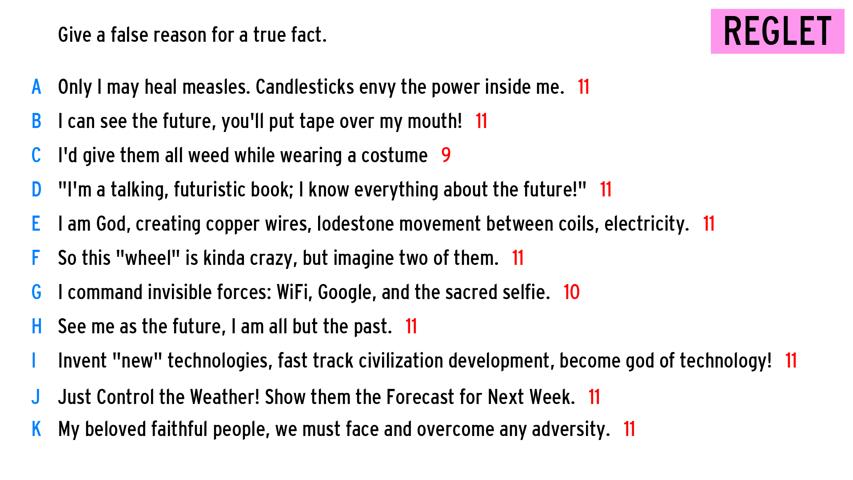 REGLET
Give a false reason for a true fact.
A Only I may heal measles. Candlesticks envy the power inside me. 11
B I can see the future, you'll put tape over my mouth! 11
C I'd give them all weed while wearing a costume 9
D "I'm a talking, futuristic book; I know everything about the future!" 11
E I am God, creating copper wires, lodestone movement between coils, electricity. 11
F So this "wheel" is kinda crazy, but imagine two of them. 11
G I command invisible forces: WiFi, Google, and the sacred selfie. 10
H See me as the future, I am all but the past. 11
I Invent "new" technologies, fast track civilization development, become god of technology! 11
J Just Control the Weather! Show them the Forecast for Next Week. 11
K My beloved faithful people, we must face and overcome any adversity. 11